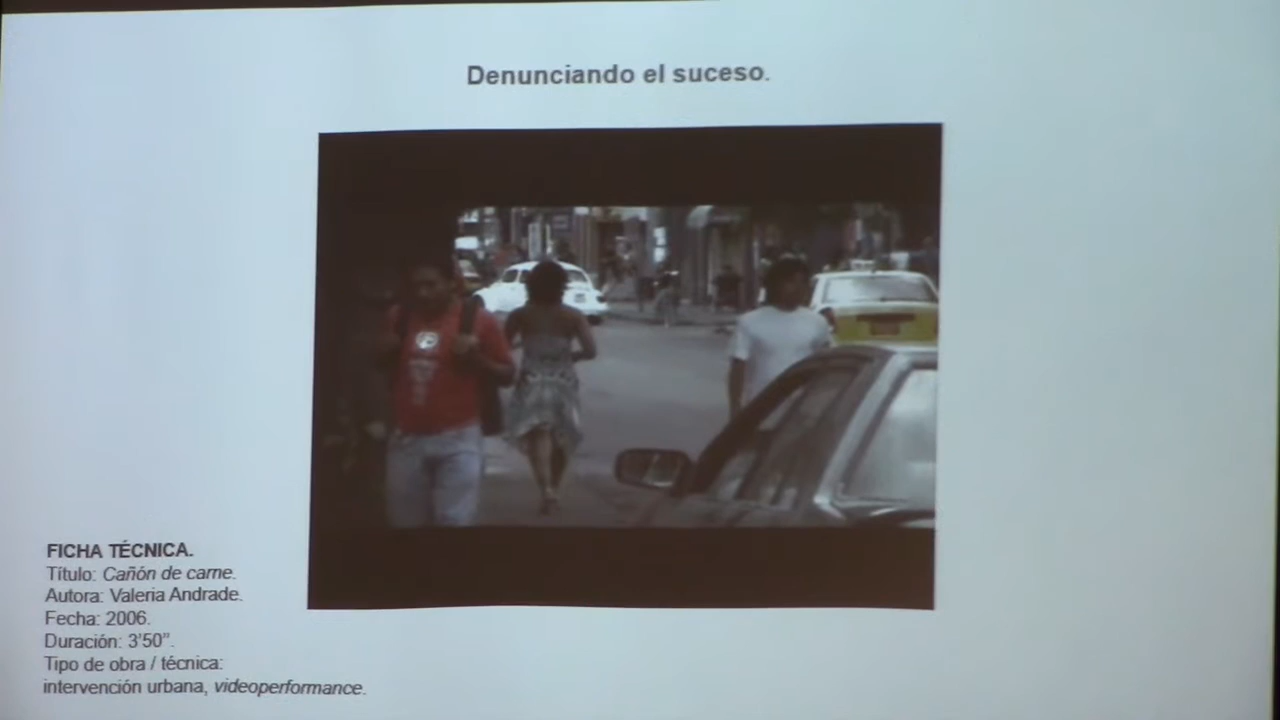 Denunciando el suceso.
FICHA TÉCNICA.
Título: Cañón de carne.
Autora: Valeria Andrade.
Fecha: 2006.
Duración: 3'50".
Tipo de obra / técnica:
intervención urbana, videoperformance.